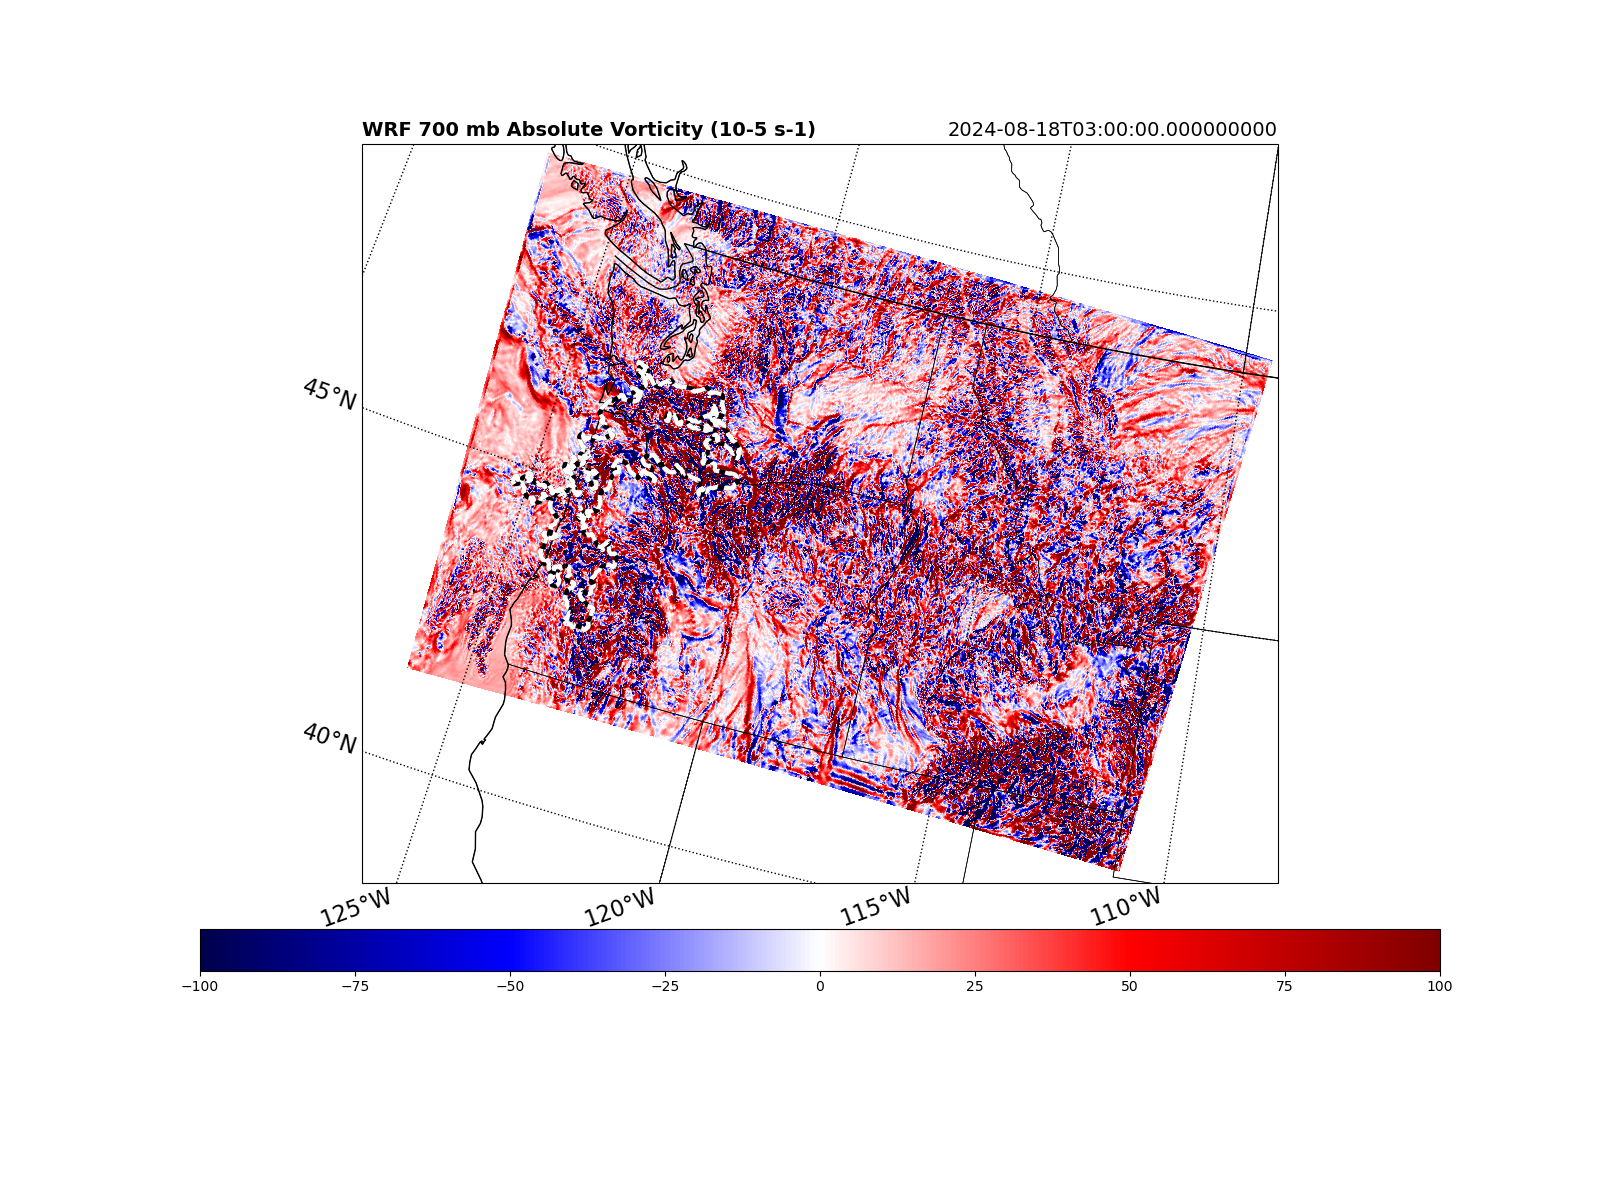 WRF 700 mb Absolute Vorticity (10-5 s-1) 2024-08-18T03:00:00.000000000
45°N
40°N
125°W 120°W 115°W 110°W
−100 −75 −50 −25 0 25 50 75 100